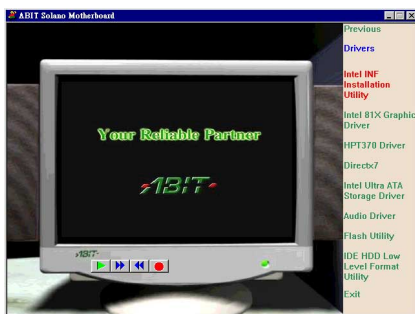 ABIT Solano Motherboard
Your Reliable Partner
ABIT
ABIT
Previous
Drivers
Intel INF
Installation
Utility
Intel 81X Graphic
Driver
HPT370 Driver
Directx7
Intel Ultra ATA
Storage Driver
Audio Driver
Flash Utility
IDE HDD Low
Level Format
Utility
Exit